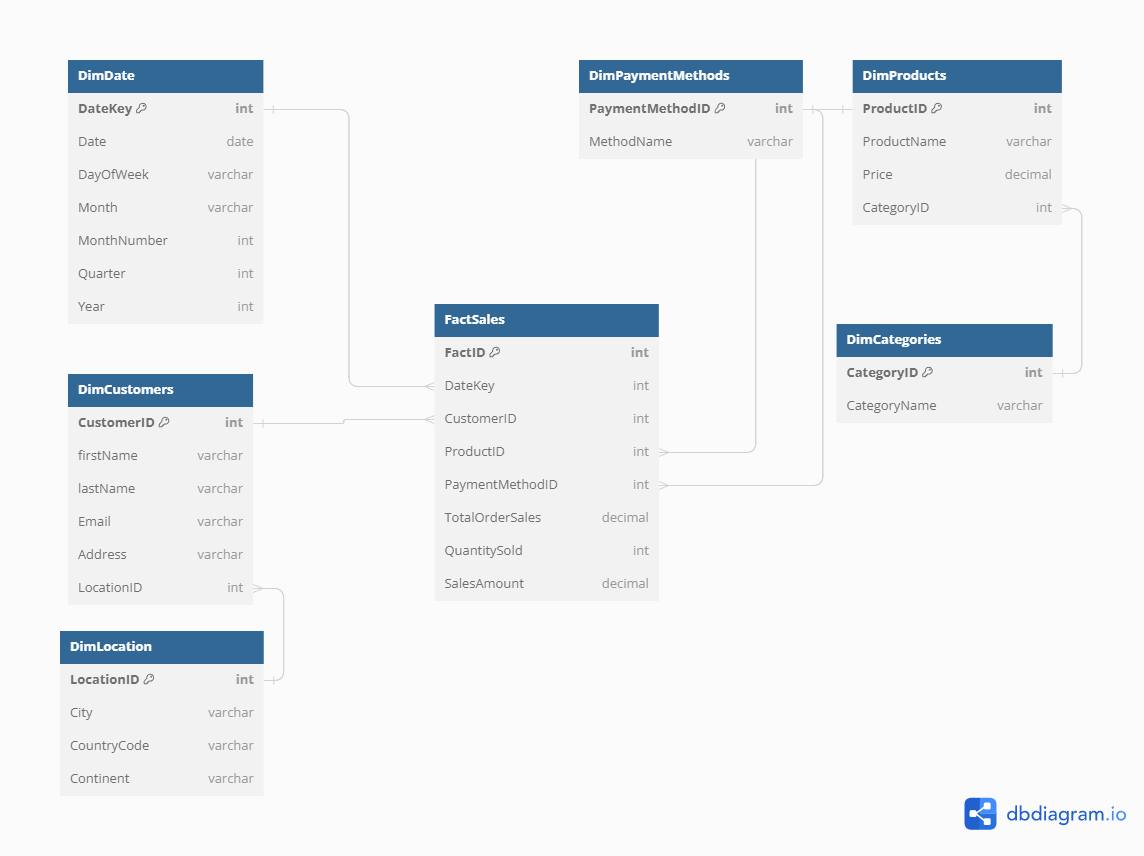 DimDate
DateKey int
Date date
DayOfWeek varchar
Month varchar
MonthNumber int
Quarter int
Year int
DimPaymentMethods
PaymentMethodID int
MethodName varchar
DimProducts
ProductID int
ProductName varchar
Price decimal
CategoryID int
FactSales
FactID int
DateKey int
CustomerID int
ProductID int
PaymentMethodID int
TotalOrderSales decimal
QuantitySold int
SalesAmount decimal
DimCategories
CategoryID int
CategoryName varchar
DimCustomers
CustomerID int
firstName varchar
lastName varchar
Email varchar
Address varchar
LocationID int
DimLocation
LocationID int
City varchar
CountryCode varchar
Continent varchar
dbdiagram.io